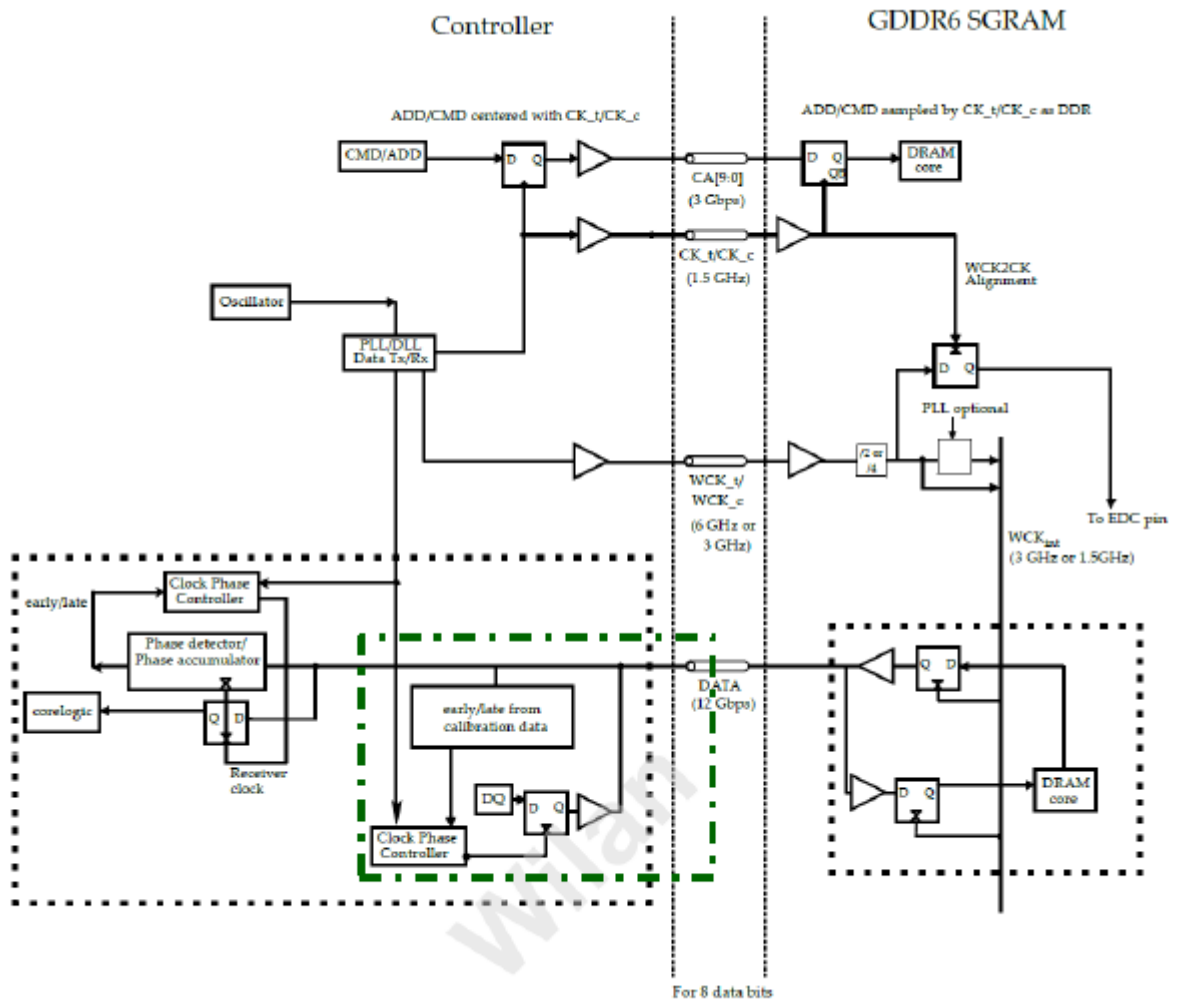 Controller
GDDR6 SGRAM
ADD/CMD centered with CK_t/CK_c
ADD/CMD sampled by CK_t/CK_c as DDR
CMD/ADD
D Q
D Q
QB
DRAM
core
CA[9:0]
(3 Gbps)
CK_t/CK_c
(1.5 GHz)
WCK2CK
Alignment
Oscillator
PLL/DLL
Data Tx/Rx
D Q
PLL optional
/2 or
/4
WCK_t/
WCK_c
(6 GHz or
3 GHz)
To EDC pin
WCKint
(3 GHz or 1.5GHz)
early/late
Clock Phase
Controller
Phase detector/
Phase accumulator
corelogic
Q D
Receiver
clock
early/late from
calibration data
DATA
(12 Gbps)
Q D
DQ
D Q
Clock Phase
Controller
D Q
DRAM
core
Wilan
For 8 data bits